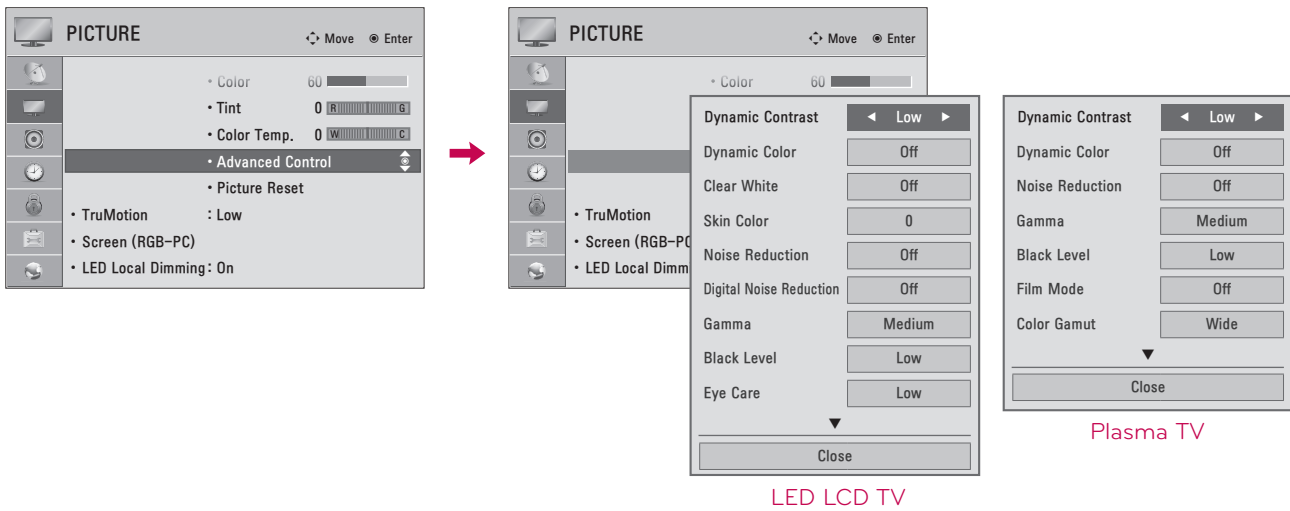 PICTURE Move Enter
• Color 60
• Tint 0 R G
• Color Temp. 0 W C
• Advanced Control
• Picture Reset
• TruMotion : Low
• Screen (RGB-PC)
• LED Local Dimming : On
PICTURE Move Enter
• Color 60
• TruMotion
• Screen (RGB-PC
• LED Local Dimm
Dynamic Contrast ◄ Low ►
Dynamic Color Off
Clear White Off
Skin Color 0
Noise Reduction Off
Digital Noise Reduction Off
Gamma Medium
Black Level Low
Eye Care Low
▼
Close
LED LCD TV
Dynamic Contrast ◄ Low ►
Dynamic Color Off
Noise Reduction Off
Gamma Medium
Black Level Low
Film Mode Off
Color Gamut Wide
▼
Close
Plasma TV